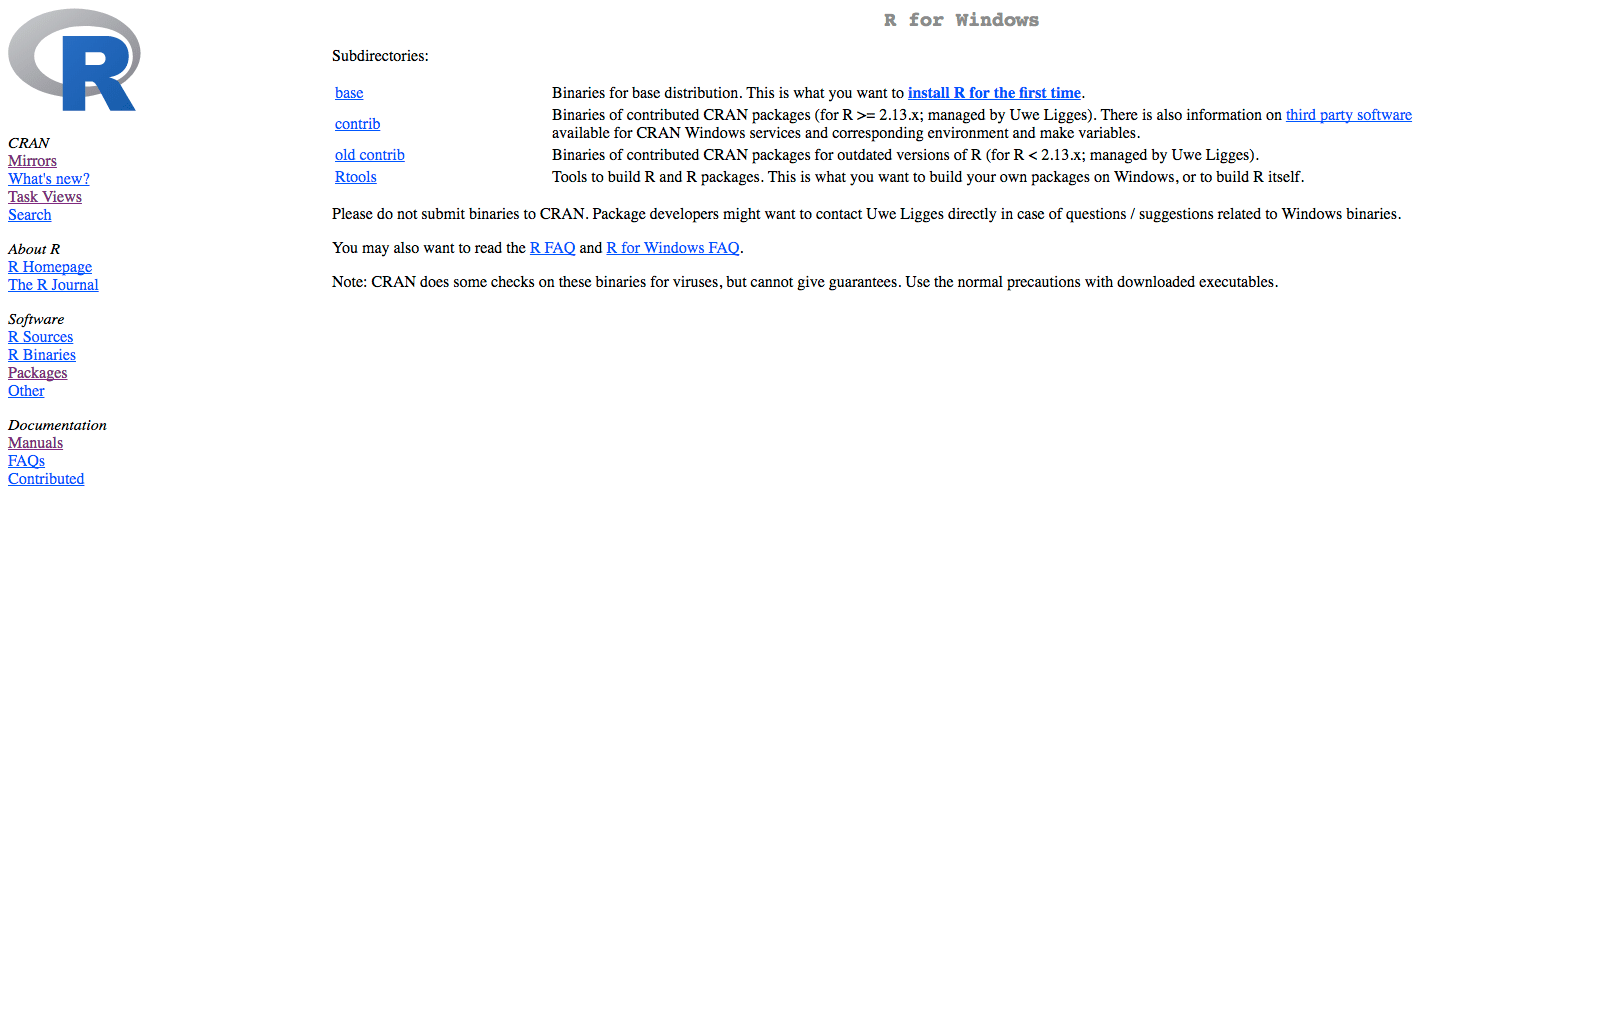 R
CRAN
Mirrors
What's new?
Task Views
Search
About R
R Homepage
The R Journal
Software
R Sources
R Binaries
Packages
Other
Documentation
Manuals
FAQs
Contributed
R for Windows
Subdirectories:
base Binaries for base distribution. This is what you want to install R for the first time.
contrib Binaries of contributed CRAN packages (for R >= 2.13.x; managed by Uwe Ligges). There is also information on third party software
available for CRAN Windows services and corresponding environment and make variables.
old contrib Binaries of contributed CRAN packages for outdated versions of R (for R < 2.13.x; managed by Uwe Ligges).
Rtools Tools to build R and R packages. This is what you want to build your own packages on Windows, or to build R itself.
Please do not submit binaries to CRAN. Package developers might want to contact Uwe Ligges directly in case of questions / suggestions related to Windows binaries.
You may also want to read the R FAQ and R for Windows FAQ.
Note: CRAN does some checks on these binaries for viruses, but cannot give guarantees. Use the normal precautions with downloaded executables.